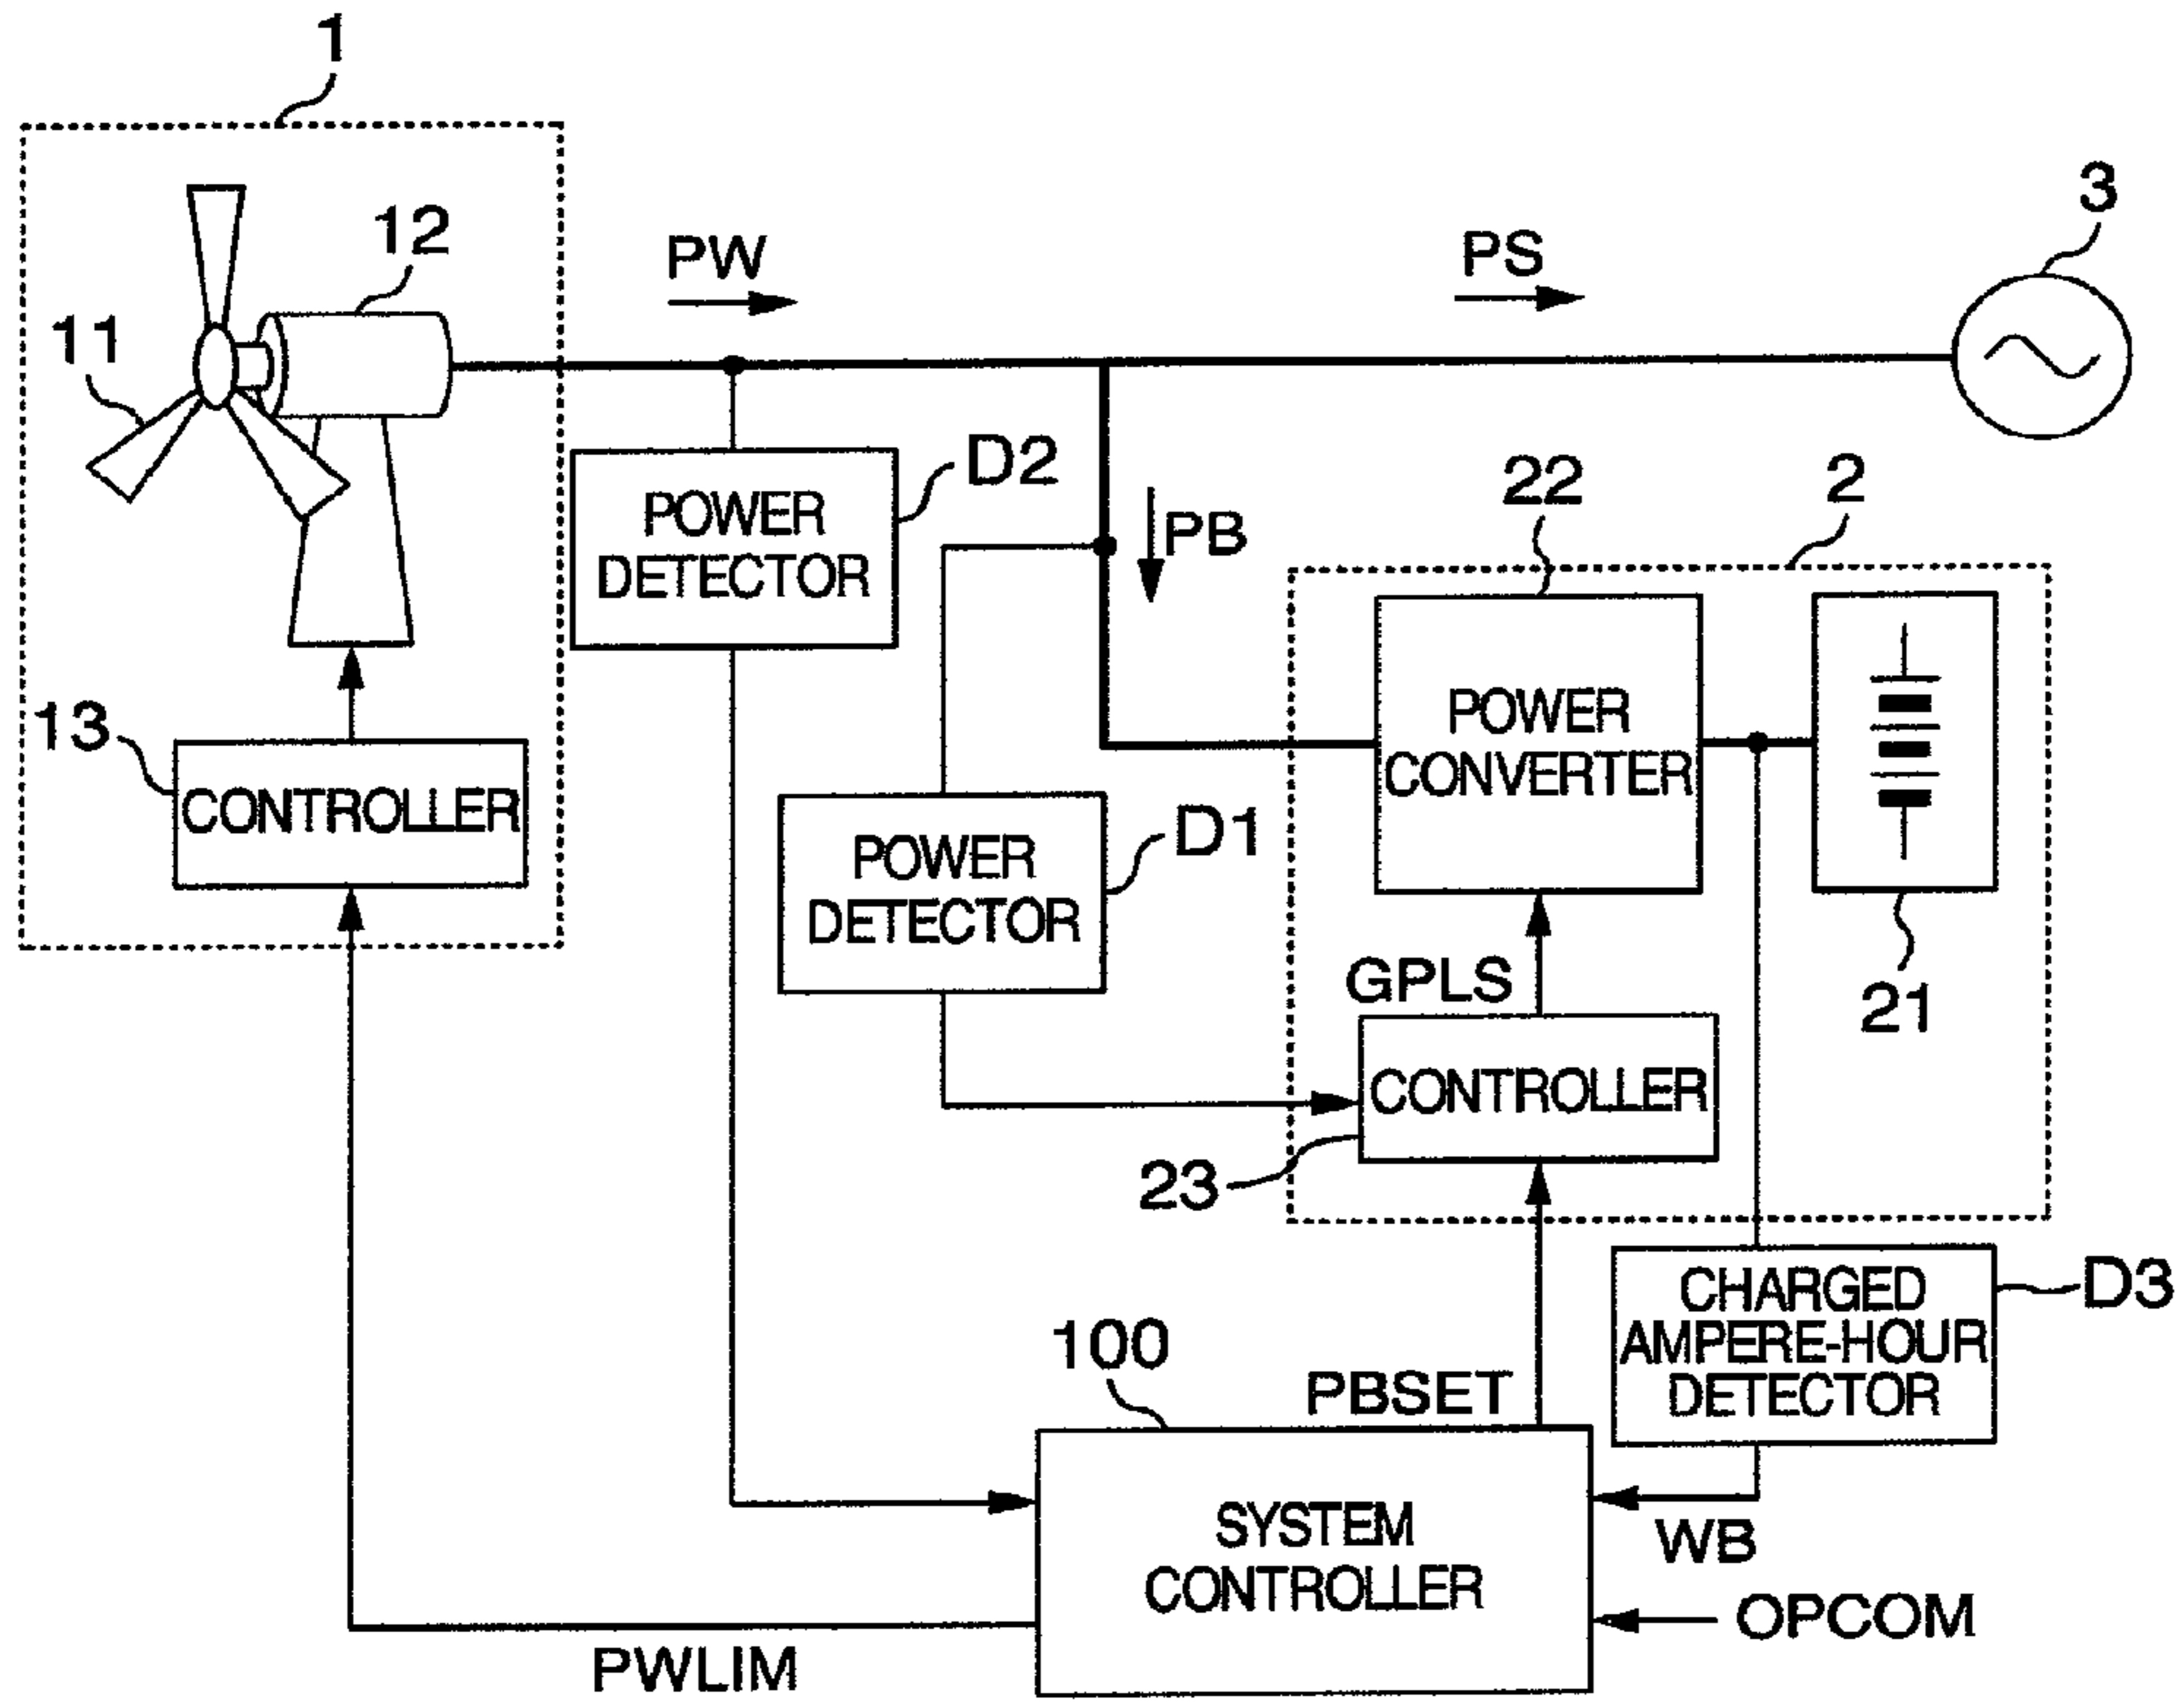 1
12
11
PW
PS
3
D2
POWER
DETECTOR
22
2
PB
13
CONTROLLER
POWER
CONVERTER
D1
POWER
DETECTOR
GPLS
21
CONTROLLER
23
CHARGED
AMPERE-HOUR
DETECTOR
D3
100
PBSET
SYSTEM
CONTROLLER
WB
OPCOM
PWLIM